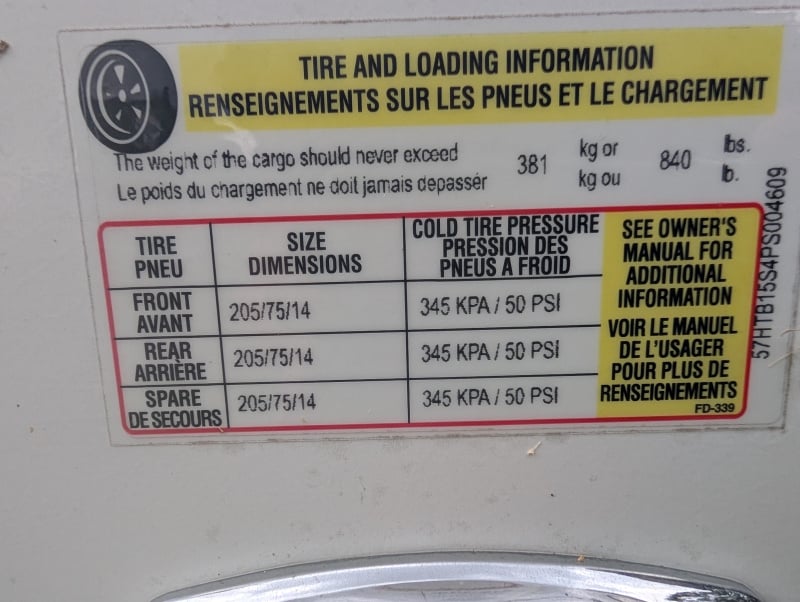 TIRE AND LOADING INFORMATION
RENSEIGNEMENTS SUR LES PNEUS ET LE CHARGEMENT
The weight of the cargo should never exceed 381 kg or 840 lbs.
Le poids du chargement ne doit jamais depasser kg ou lb.
TIRE
PNEU
SIZE
DIMENSIONS
COLD TIRE PRESSURE
PRESSION DES
PNEUS A FROID
FRONT
AVANT
205/75/14
345 KPA / 50 PSI
REAR
ARRIÈRE
205/75/14
345 KPA / 50 PSI
SPARE
DE SECOURS
205/75/14
345 KPA / 50 PSI
SEE OWNER'S
MANUAL FOR
ADDITIONAL
INFORMATION
VOIR LE MANUEL
DE L'USAGER
POUR PLUS DE
RENSEIGNEMENTS
FD-339
57HTB15S4PS004609